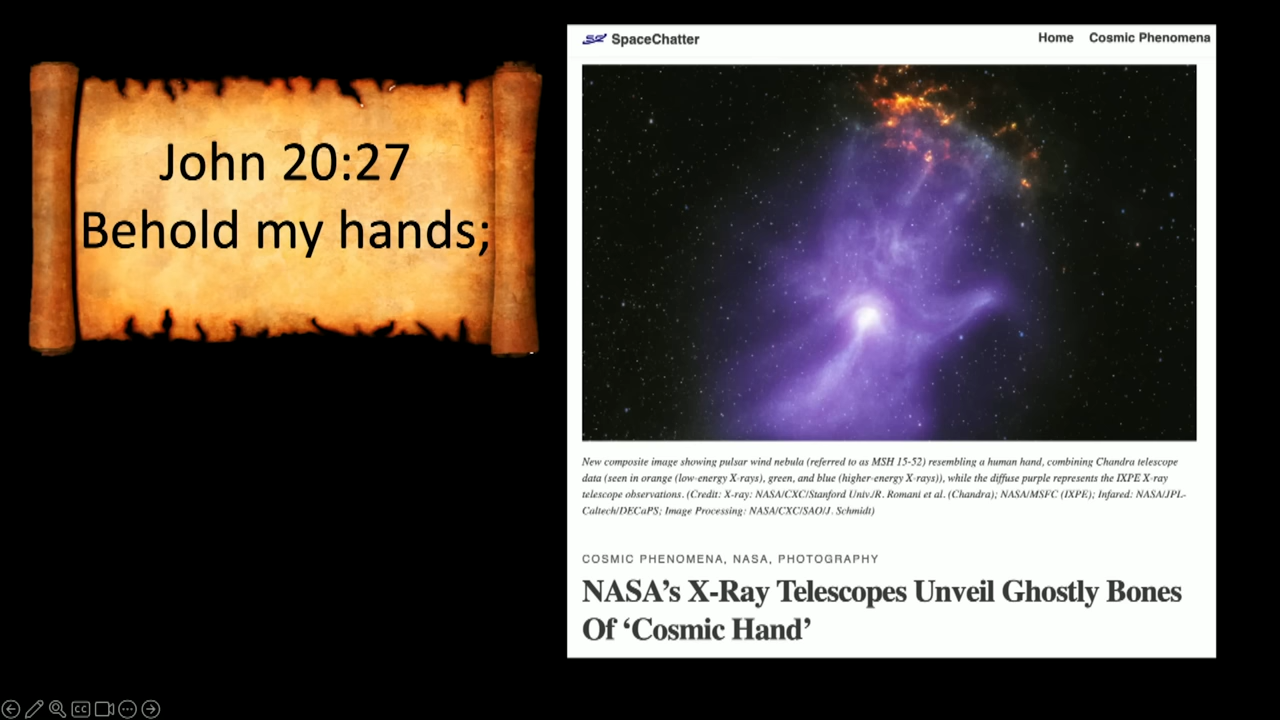 John 20:27
Behold my hands;
SpaceChatter
Home Cosmic Phenomena
New composite image showing pulsar wind nebula (referred to as MSH 15-52) resembling a human hand, combining Chandra telescope
data (seen in orange (low-energy X-rays), green, and blue (higher-energy X-rays)), while the diffuse purple represents the IXPE X-ray
telescope observations. (Credit: X-ray: NASA/CXC/Stanford Univ./R. Romani et al. (Chandra); NASA/MSFC (IXPE); Infared: NASA/JPL-
Caltech/DECaPS; Image Processing: NASA/CXC/SAO/J. Schmidt)
COSMIC PHENOMENA, NASA, PHOTOGRAPHY
NASA’s X-Ray Telescopes Unveil Ghostly Bones
Of ‘Cosmic Hand’
CC